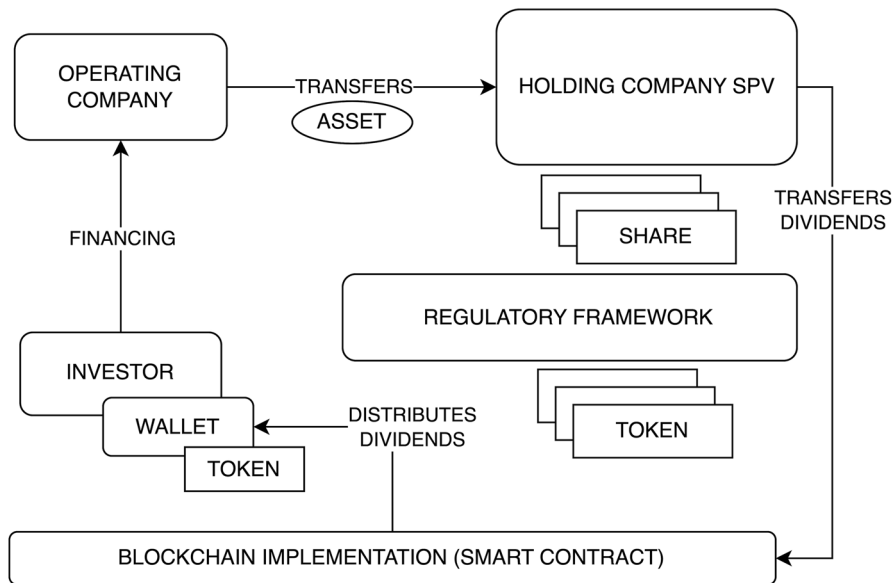 OPERATING
COMPANY
TRANSFERS
ASSET
HOLDING COMPANY SPV
TRANSFERS
DIVIDENDS
SHARE
FINANCING
REGULATORY FRAMEWORK
INVESTOR
WALLET
TOKEN
DISTRIBUTES
DIVIDENDS
TOKEN
BLOCKCHAIN IMPLEMENTATION (SMART CONTRACT)